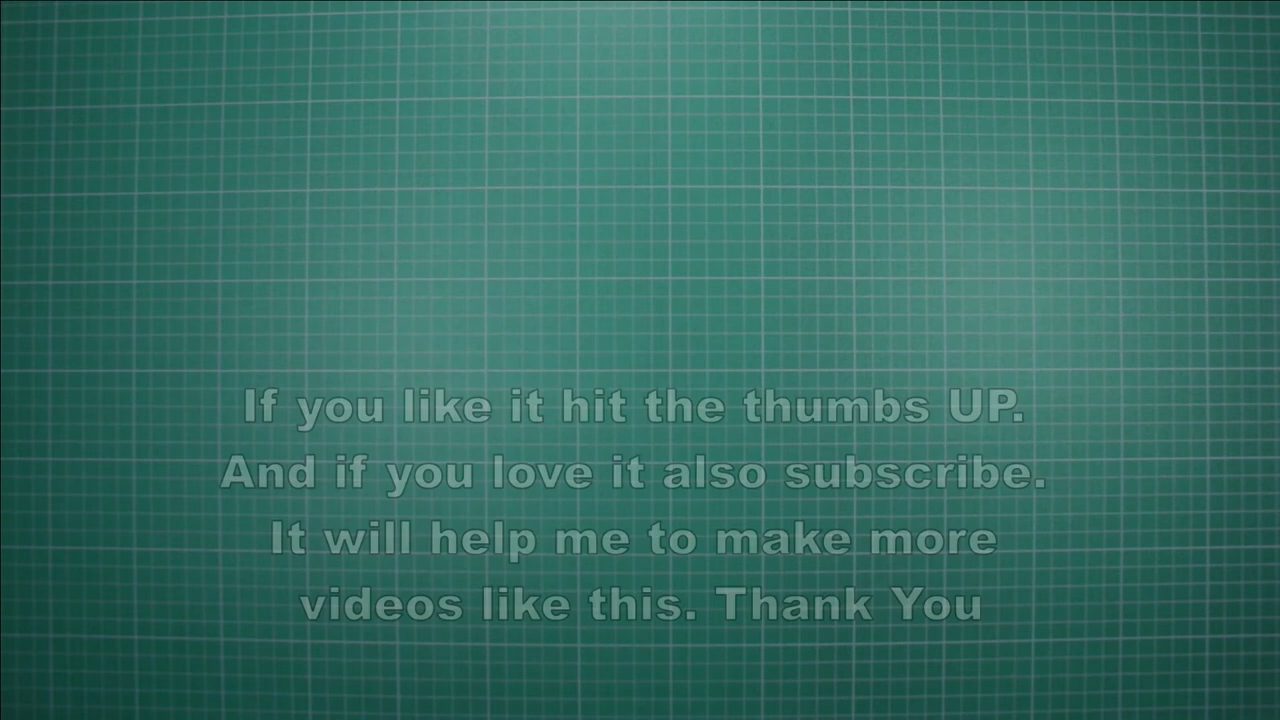 If you like it hit the thumbs UP.
And if you love it also subscribe.
It will help me to make more
videos like this. Thank You